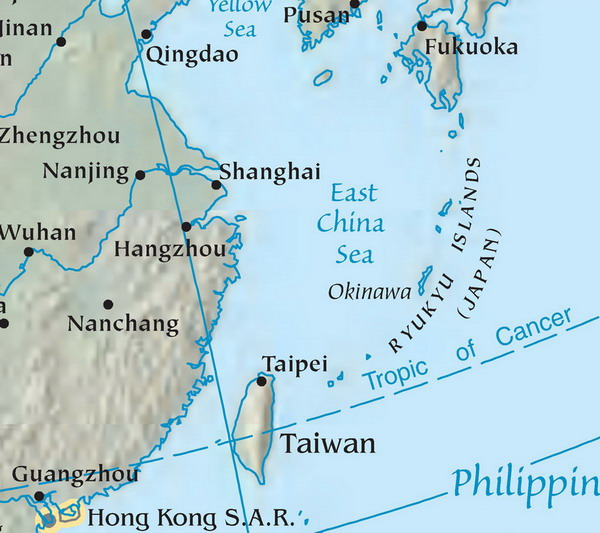 Yellow
Sea
Pusan
Jinan
Fukuoka
n
Qingdao
Zhengzhou
Nanjing
Shanghai
East
China
Sea
RYUKYU ISLANDS
(JAPAN)
Wuhan
Hangzhou
Okinawa
a
Nanchang
Tropic of Cancer
Taipei
Taiwan
Guangzhou
Philippin
Hong Kong S.A.R.